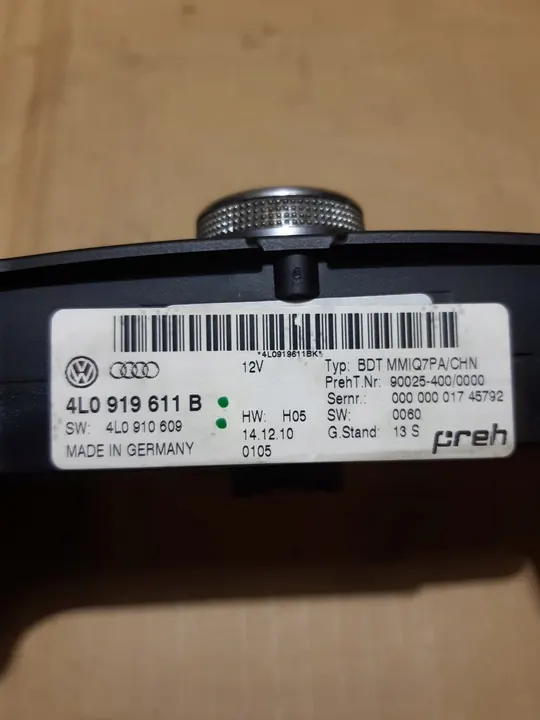 *4L0919611BK*
12V
Typ: BDT MMIQ7PA/CHN
PrehT.Nr: 90025-400/0000
4L0 919 611 B
Sernr.: 000 000 017 45792
HW: H05
SW: 0060
SW: 4L0 910 609
14.12.10
G.Stand: 13 S
MADE IN GERMANY
0105
preh